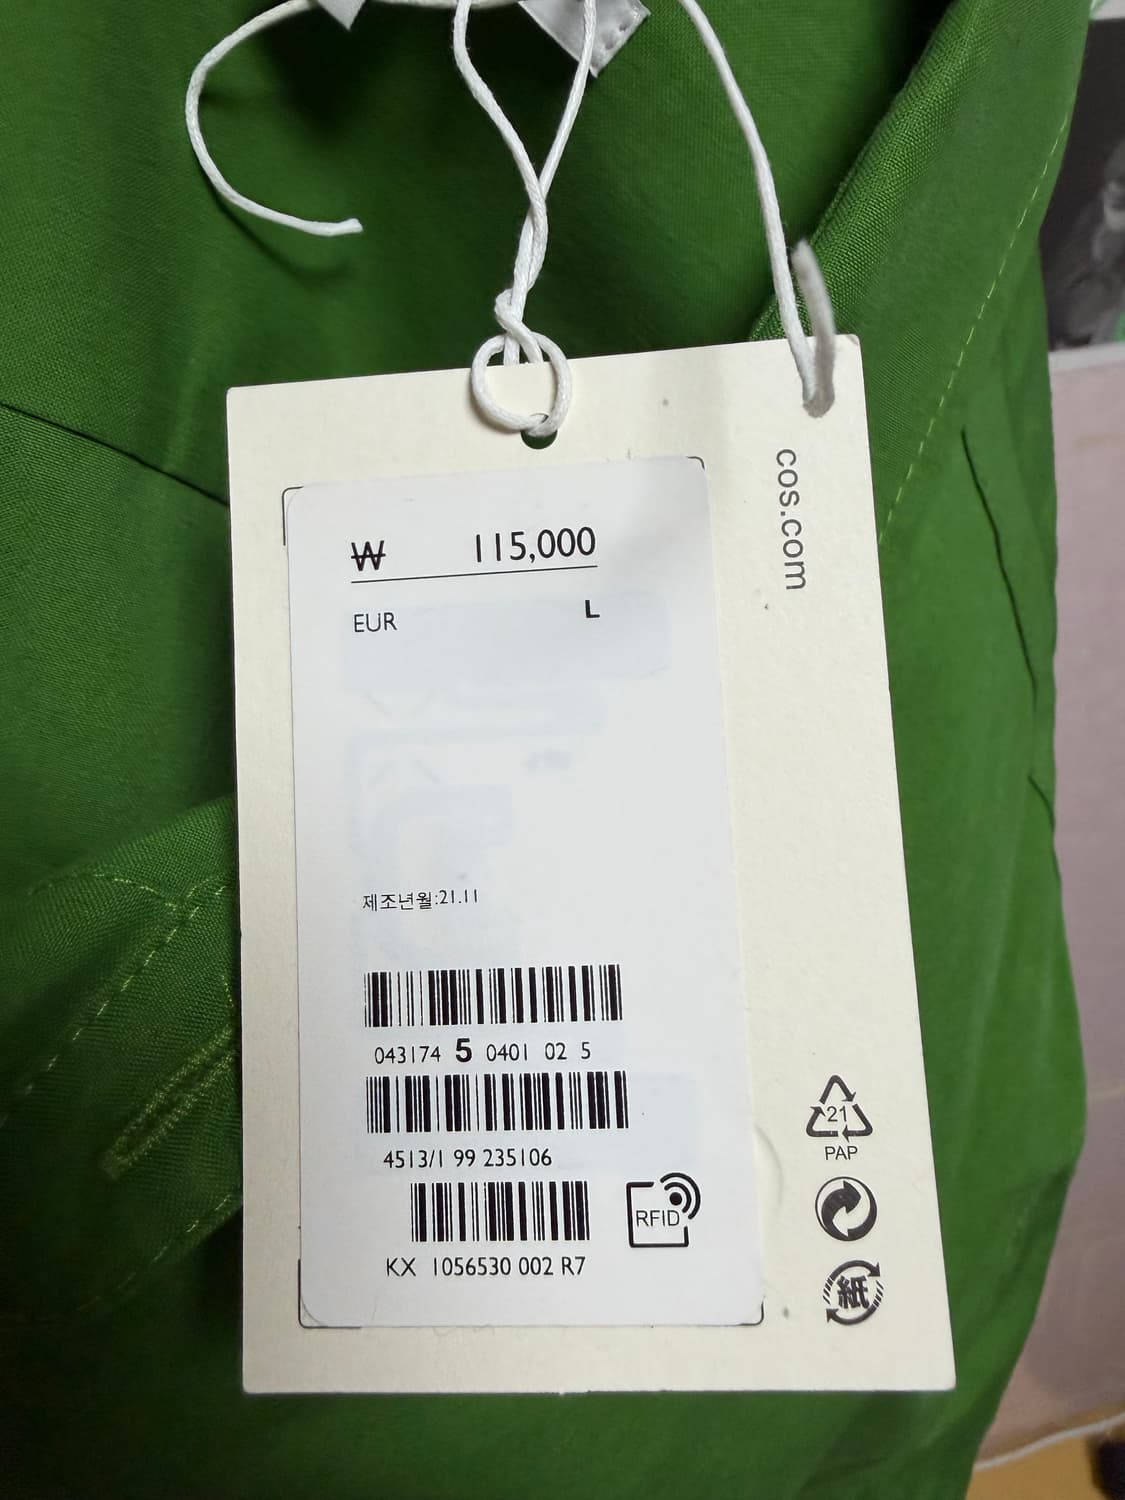 ₩ 115,000
EUR L
제조년월:21.11
043174 5 0401 02 5
4513/1 99 235106
KX 1056530 002 R7
RFID
cos.com
21
PAP
紙